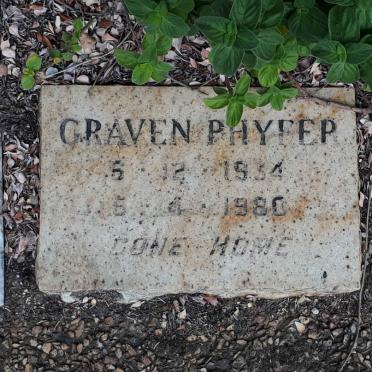 GRAVEN PHYFER
5 · 12 · 1934
6 · 4 · 1980
GONE HOME